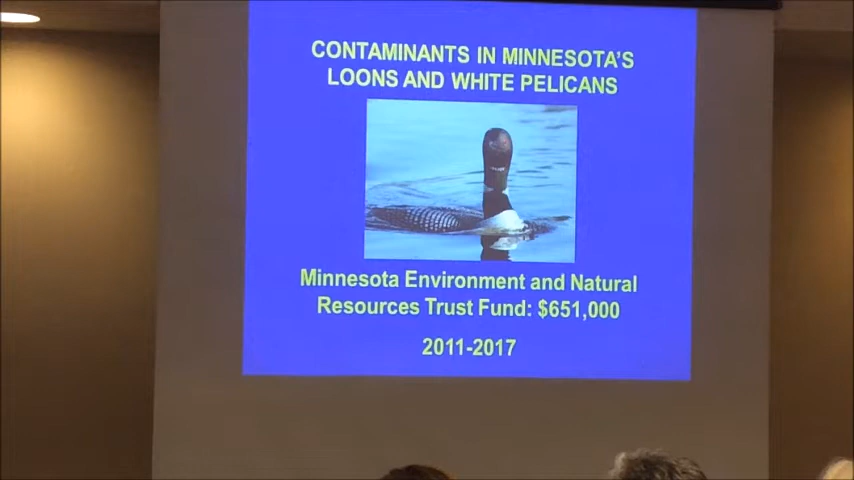 CONTAMINANTS IN MINNESOTA'S
LOONS AND WHITE PELICANS
Minnesota Environment and Natural
Resources Trust Fund: $651,000
2011-2017